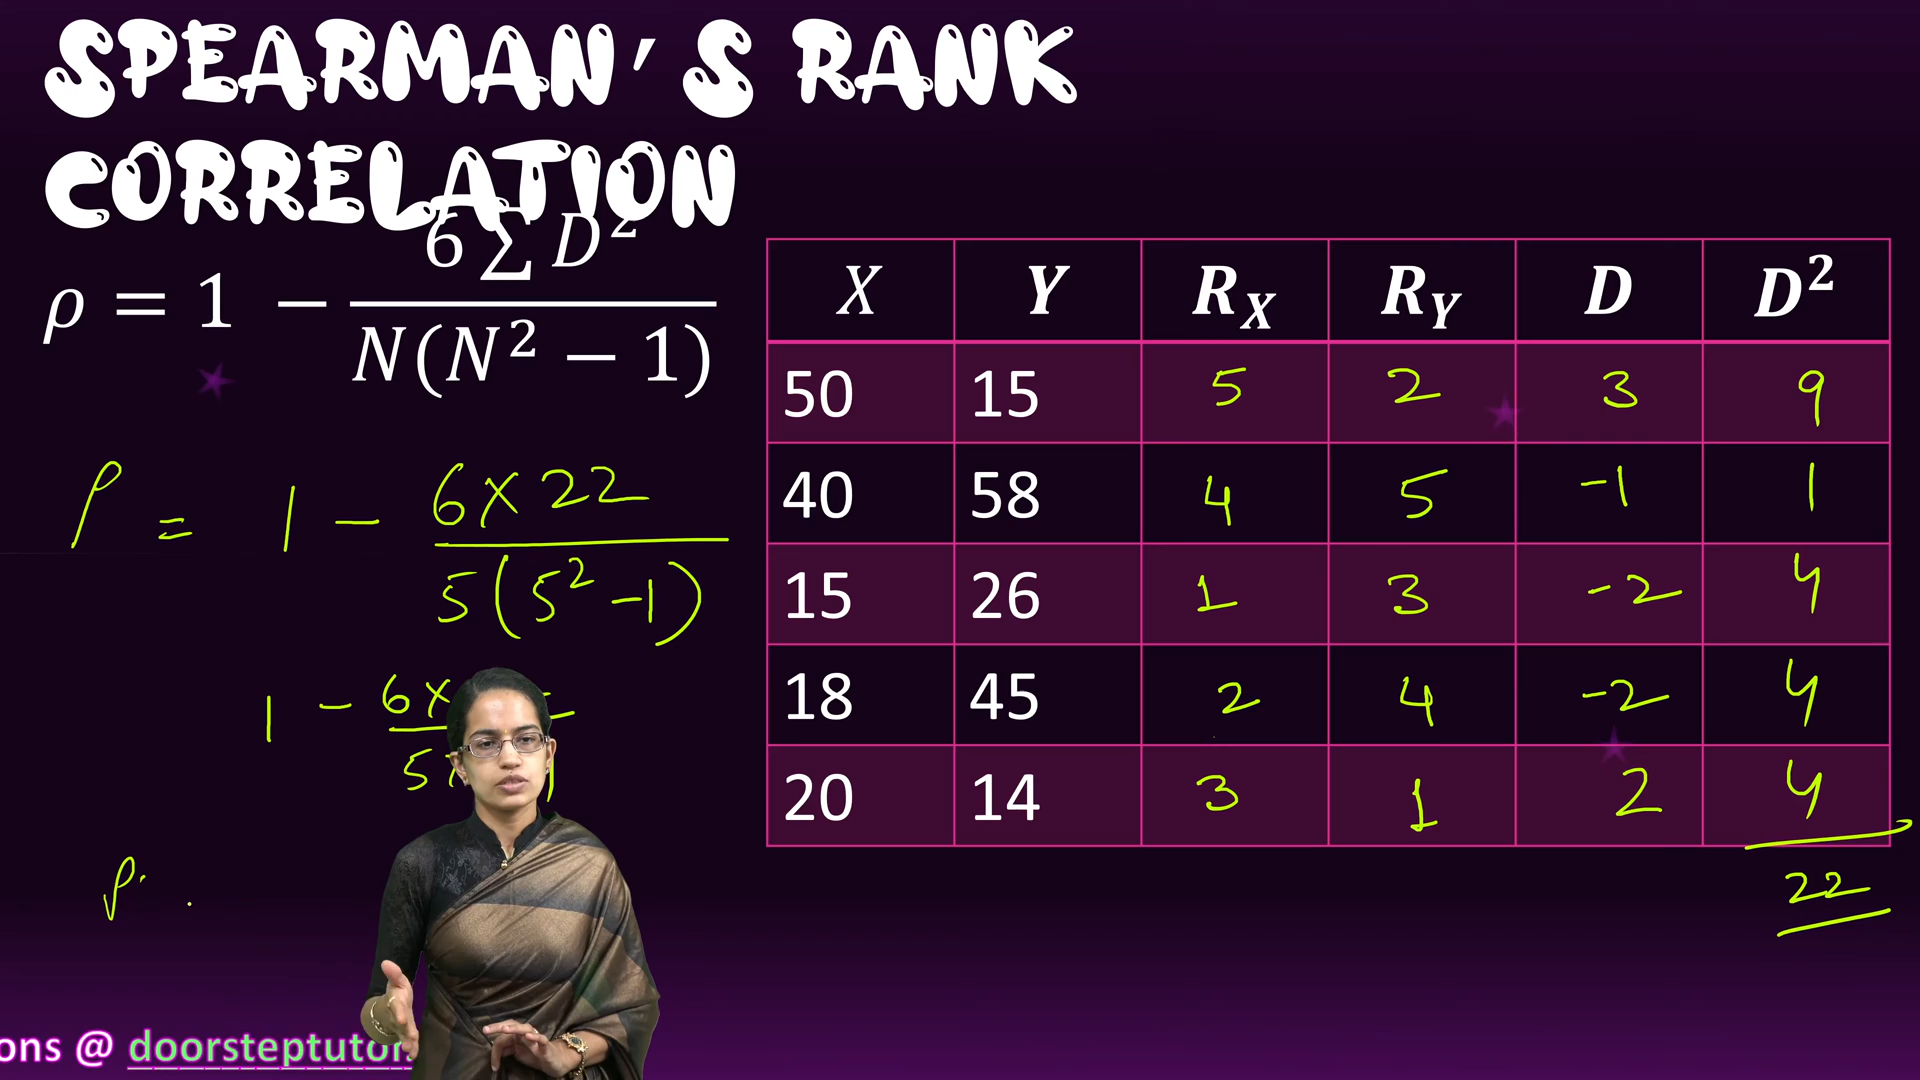 SPEARMAN'S RANK
CORRELATION
ρ = 1 − 6 ∑ D² / N(N² − 1)
X Y R_X R_Y D D²
50 15 5 2 3 9
40 58 4 5 -1 1
15 26 1 3 -2 4
18 45 2 4 -2 4
20 14 3 1 2 4
22
ρ = 1 − 6 × 22 / 5(5² − 1)
1 − 6 ×
5
ρ
ons @ doorsteptutor